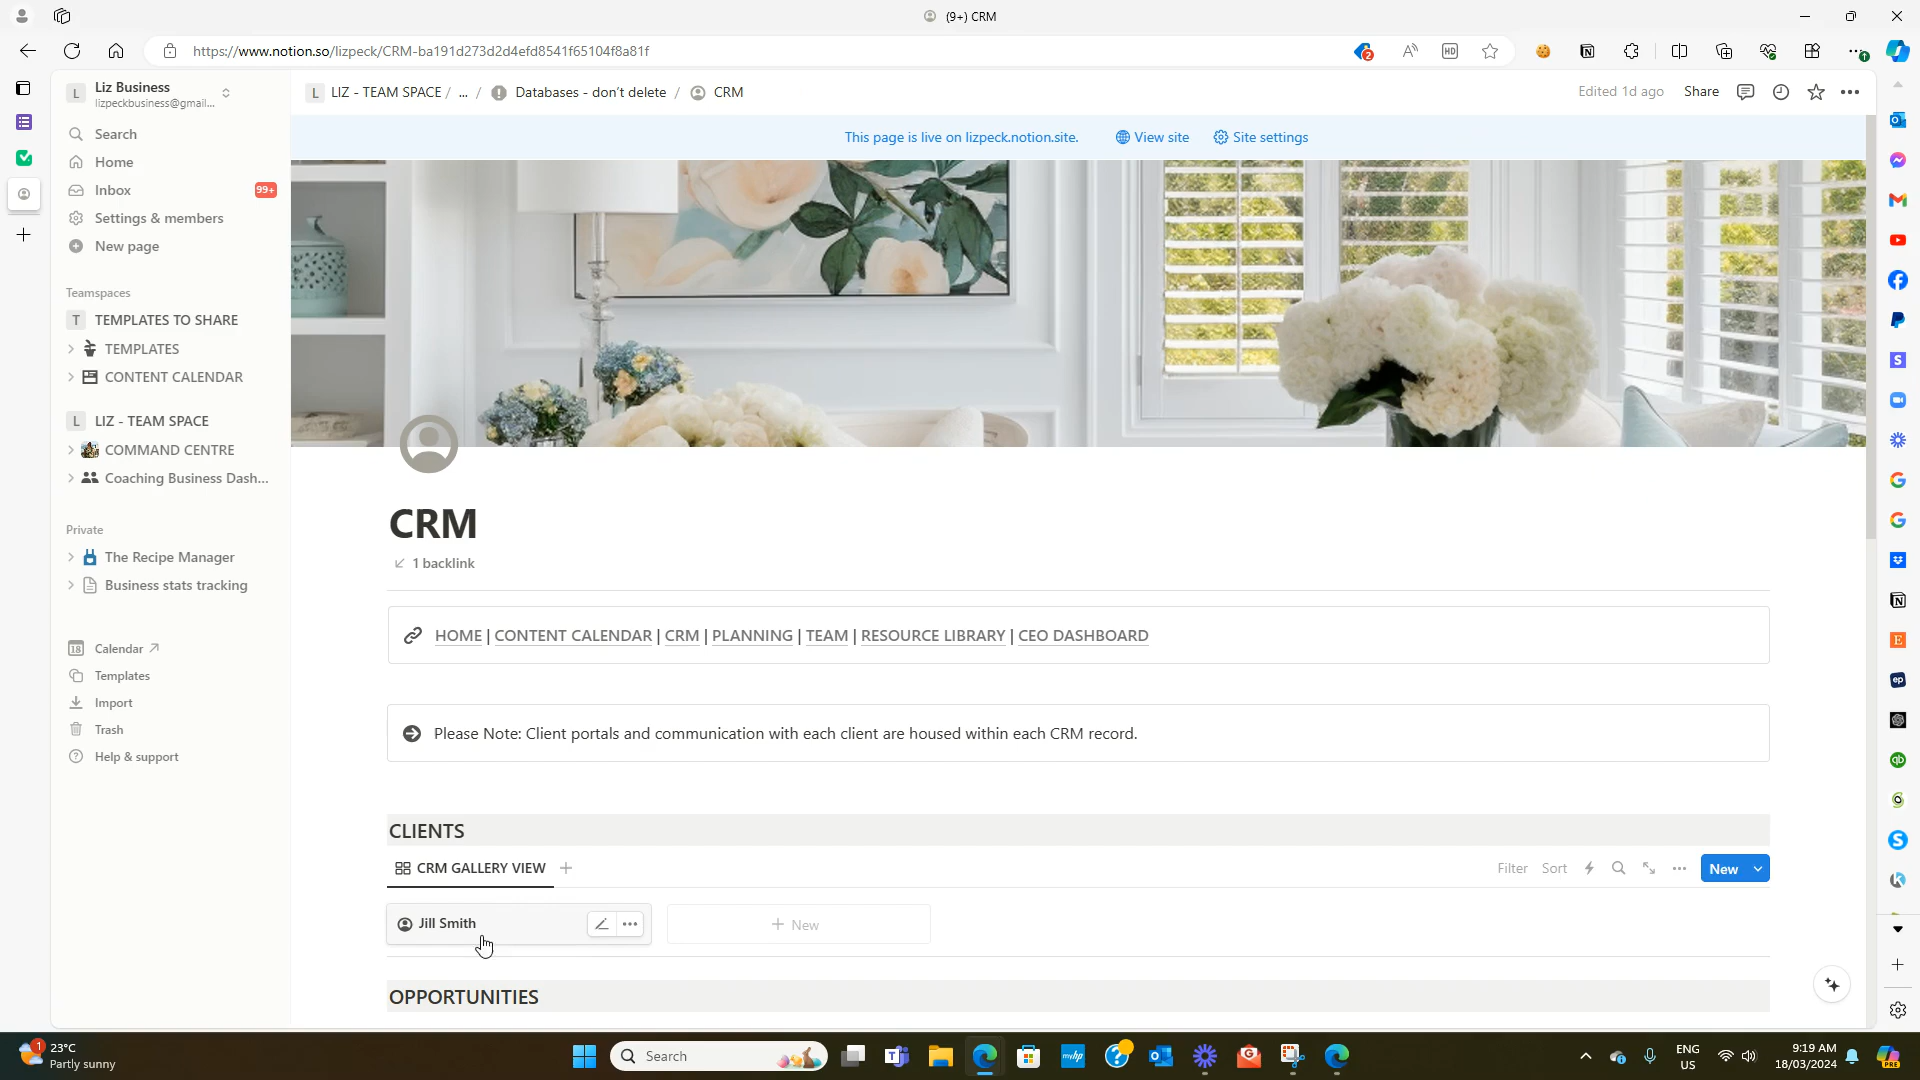 (9+) CRM
https://www.notion.so/lizpeck/CRM-ba191d273d2d4efd8541f65104f8a81f
HD
2
L Liz Business
lizpeckbusiness@gmail...
L LIZ - TEAM SPACE / ... / Databases - don't delete / CRM
Edited 1d ago Share
Search
Home
Inbox 99+
Settings & members
New page
This page is live on lizpeck.notion.site. View site Site settings
Teamspaces
T TEMPLATES TO SHARE
TEMPLATES
CONTENT CALENDAR
L LIZ - TEAM SPACE
COMMAND CENTRE
Coaching Business Dash...
Private
The Recipe Manager
Business stats tracking
18 Calendar
Templates
Import
Trash
Help & support
CRM
1 backlink
HOME | CONTENT CALENDAR | CRM | PLANNING | TEAM | RESOURCE LIBRARY | CEO DASHBOARD
Please Note: Client portals and communication with each client are housed within each CRM record.
CLIENTS
CRM GALLERY VIEW
Filter Sort New
Jill Smith
New
OPPORTUNITIES
1
23°C
Partly sunny
Search
ENG
US
9:19 AM
18/03/2024